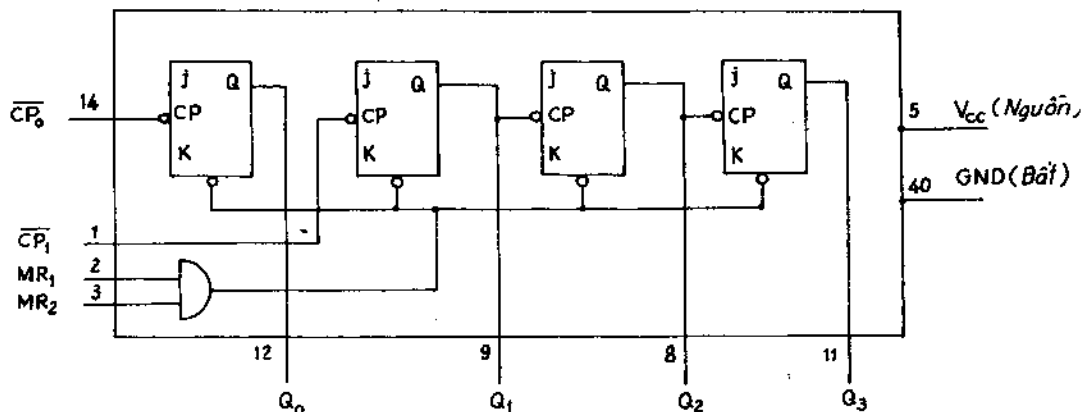 j Q j Q j Q j Q
CP CP CP CP
K K K K
CP₀ 14
5 Vcc (Nguồn)
40 GND (Đất)
CP₁ 1
MR₁ 2
MR₂ 3
12 9 8 11
Q₀ Q₁ Q₂ Q₃